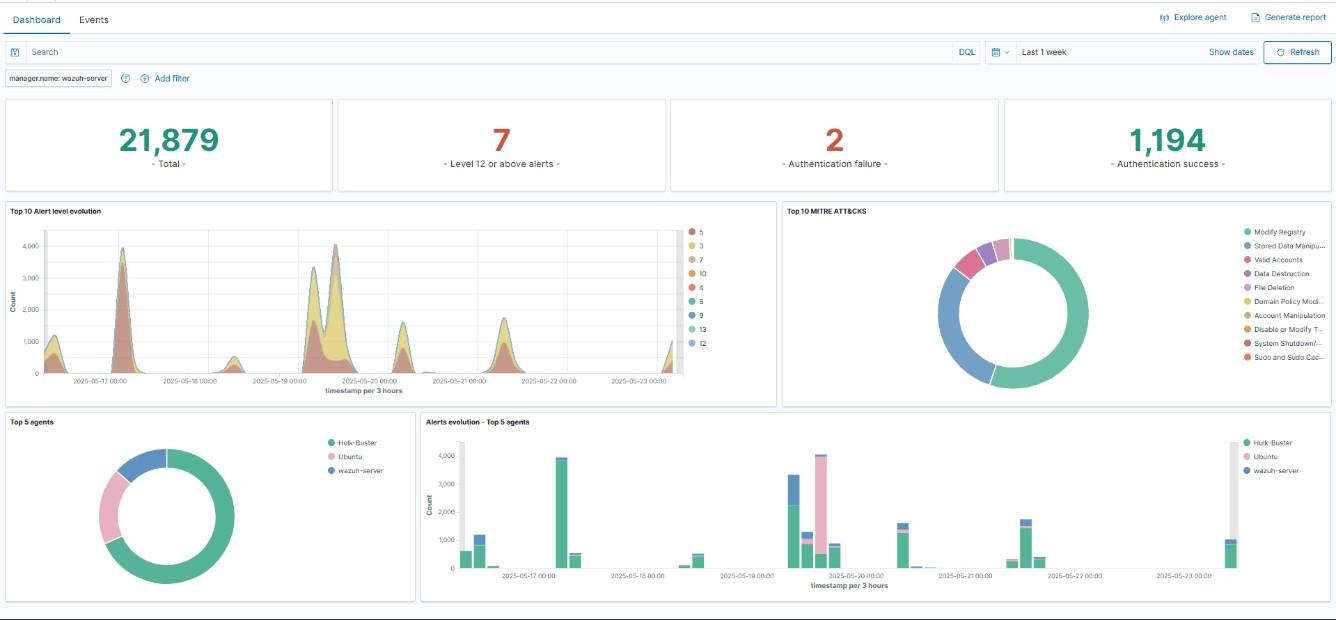 Dashboard Events Explore agent Generate report
Search DQL Last 1 week Show dates Refresh
manager.name: wazuh-server Add filter
21,879 7 2 1,194
- Total - - Level 12 or above alerts - - Authentication failure - - Authentication success -
Top 10 Alert level evolution
4,000
3,000
2,000
1,000
0
Count
2025-05-17 00:00 2025-05-18 00:00 2025-05-19 00:00 2025-05-20 00:00 2025-05-21 00:00 2025-05-22 00:00 2025-05-23 00:00
timestamp per 3 hours
5
3
7
10
4
8
9
13
12
Top 10 MITRE ATT&CKS
Modify Registry
Stored Data Manipu...
Valid Accounts
Data Destruction
File Deletion
Domain Policy Modi...
Account Manipulation
Disable or Modify T...
System Shutdown/...
Sudo and Sudo Cac...
Top 5 agents
Hulk-Buster
Ubuntu
wazuh-server
Alerts evolution - Top 5 agents
4,000
3,000
2,000
1,000
0
Count
2025-05-17 00:00 2025-05-18 00:00 2025-05-19 00:00 2025-05-20 00:00 2025-05-21 00:00 2025-05-22 00:00 2025-05-23 00:00
timestamp per 3 hours
Hulk-Buster
Ubuntu
wazuh-server